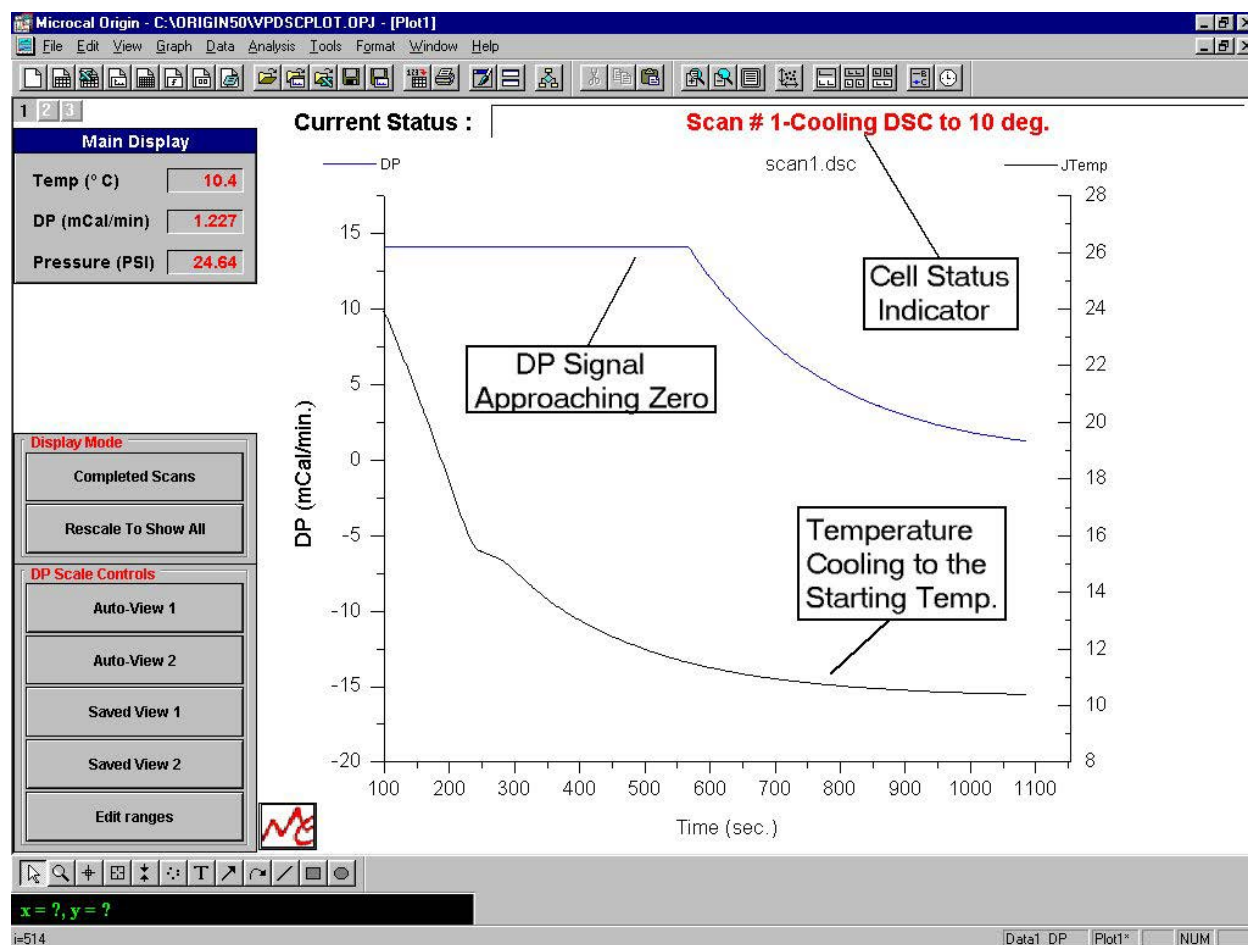 Microcal Origin - C:\ORIGIN50\VPDSCPLOT.OPJ - [Plot1]
File Edit View Graph Data Analysis Tools Format Window Help
1 2 3
Main Display
Temp (° C) 10.4
DP (mCal/min) 1.227
Pressure (PSI) 24.64
Display Mode
Completed Scans
Rescale To Show All
DP Scale Controls
Auto-View 1
Auto-View 2
Saved View 1
Saved View 2
Edit ranges
Current Status : Scan # 1-Cooling DSC to 10 deg.
DP scan1.dsc JTemp
Cell Status
Indicator
DP Signal
Approaching Zero
Temperature
Cooling to the
Starting Temp.
DP (mCal/min.)
15
10
5
0
-5
-10
-15
-20
28
26
24
22
20
18
16
14
12
10
8
100 200 300 400 500 600 700 800 900 1000 1100
Time (sec.)
T
x = ?, y = ?
i=514 Data1_DP Plot1* NUM